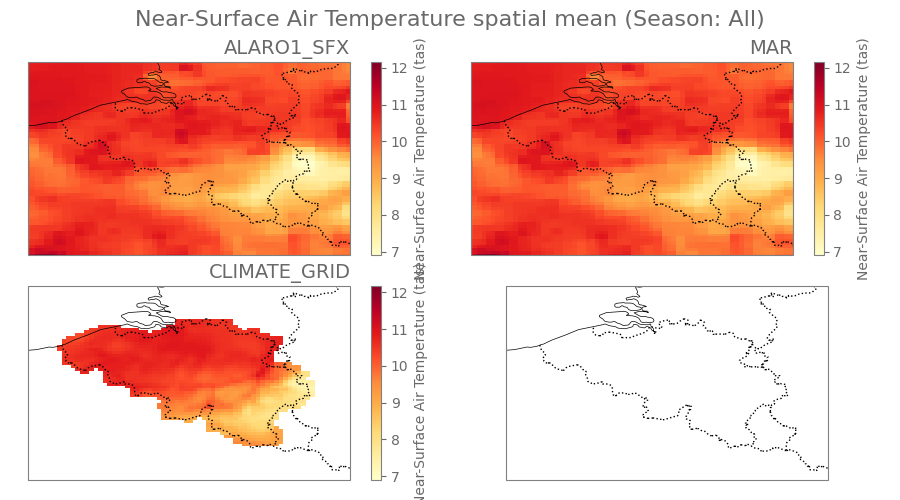 Near-Surface Air Temperature spatial mean (Season: All)
ALARO1_SFX
12
11
10
9
8
7
Near-Surface Air Temperature (tas)
MAR
12
11
10
9
8
7
Near-Surface Air Temperature (tas)
CLIMATE_GRID
12
11
10
9
8
7
Near-Surface Air Temperature (tas)